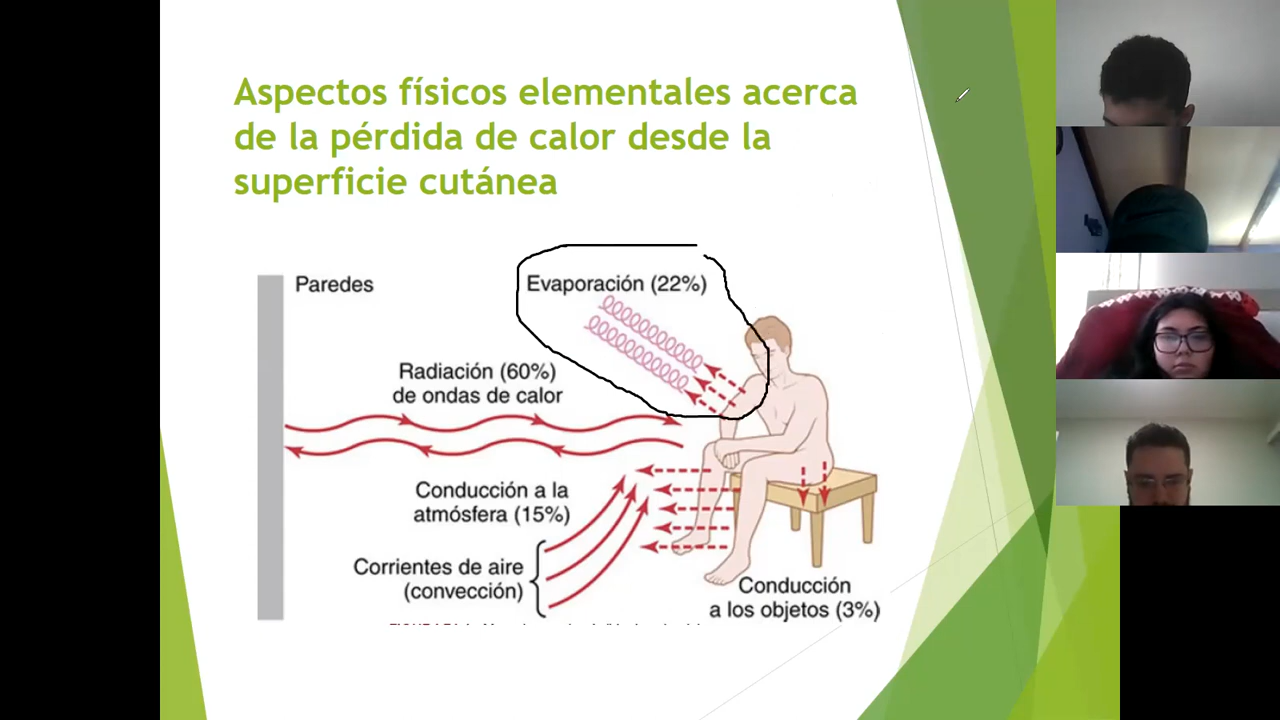 Aspectos físicos elementales acerca
de la pérdida de calor desde la
superficie cutánea
Paredes
Evaporación (22%)
Radiación (60%)
de ondas de calor
Conducción a la
atmósfera (15%)
Corrientes de aire
(convección)
Conducción
a los objetos (3%)